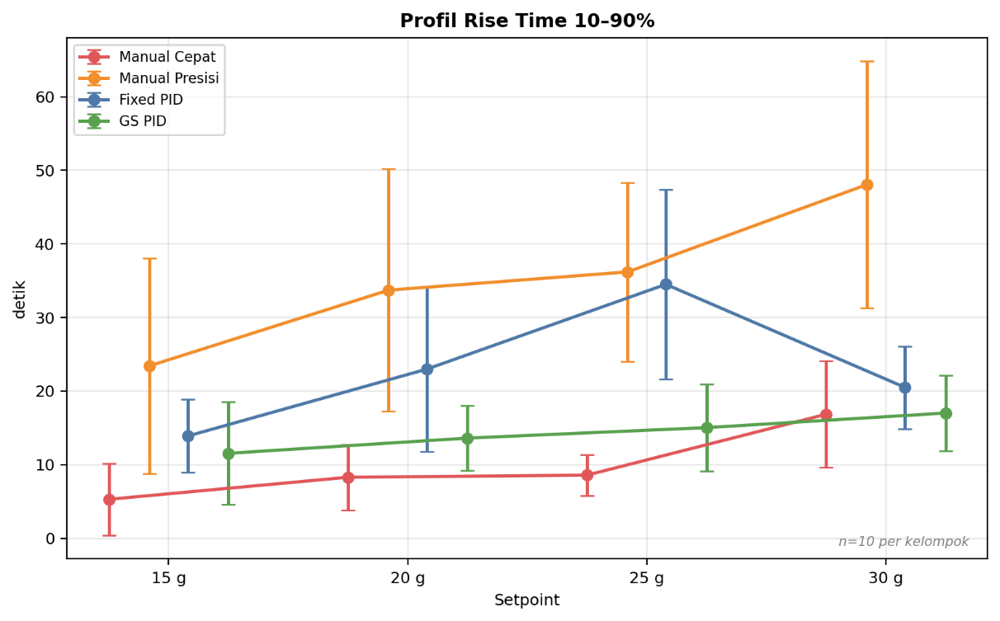 Profil Rise Time 10–90%
Manual Cepat
Manual Presisi
Fixed PID
GS PID
60
50
40
30
20
10
0
detik
n=10 per kelompok
15 g
20 g
25 g
30 g
Setpoint